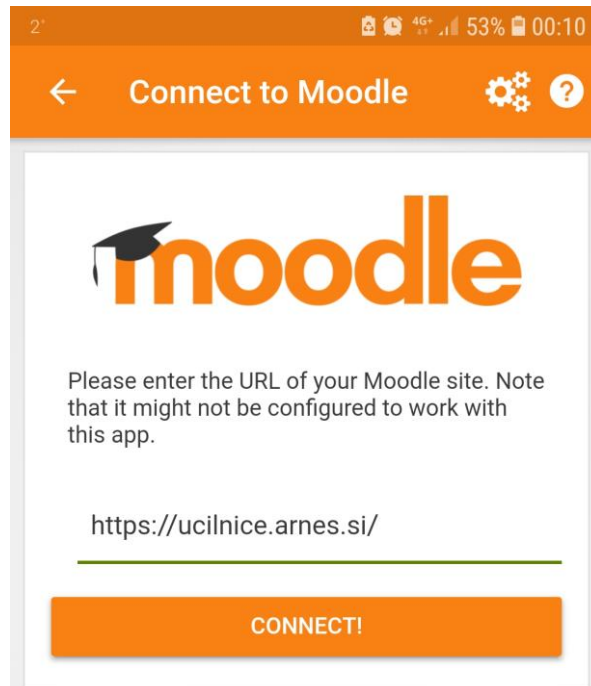 2° 4G+ 53% 00:10
Connect to Moodle ?
moodle
Please enter the URL of your Moodle site. Note
that it might not be configured to work with
this app.
https://ucilnice.arnes.si/
CONNECT!